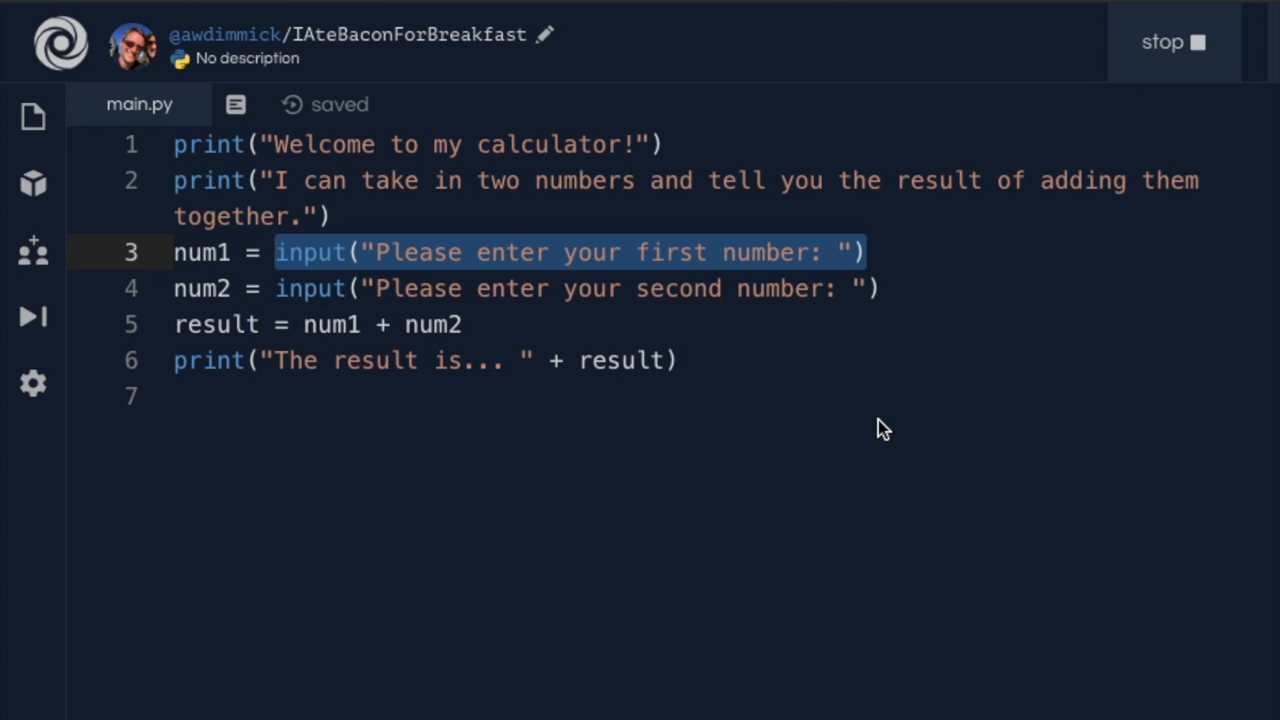 @awdimmick/IAteBaconForBreakfast
No description
stop
main.py
saved
1 print("Welcome to my calculator!")
2 print("I can take in two numbers and tell you the result of adding them
together.")
3 num1 = input("Please enter your first number: ")
4 num2 = input("Please enter your second number: ")
5 result = num1 + num2
6 print("The result is... " + result)
7